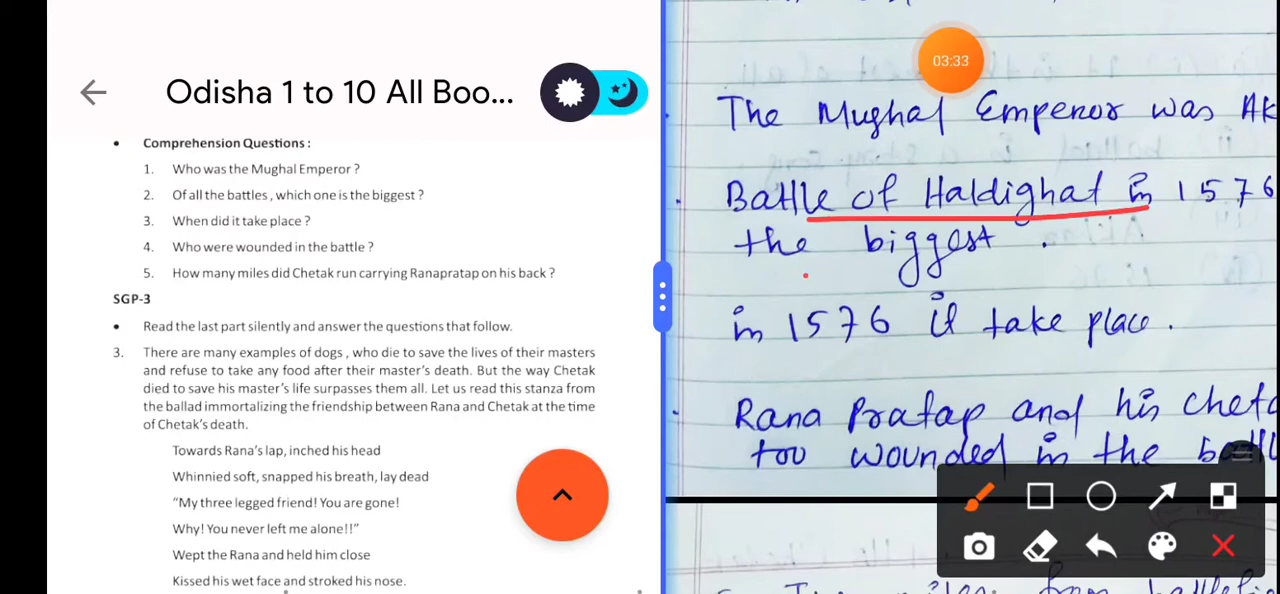 Odisha 1 to 10 All Boo...
• Comprehension Questions :
1. Who was the Mughal Emperor ?
2. Of all the battles , which one is the biggest ?
3. When did it take place ?
4. Who were wounded in the battle ?
5. How many miles did Chetak run carrying Ranapratap on his back ?
SGP-3
• Read the last part silently and answer the questions that follow.
3. There are many examples of dogs , who die to save the lives of their masters
and refuse to take any food after their master's death. But the way Chetak
died to save his master's life surpasses them all. Let us read this stanza from
the ballad immortalizing the friendship between Rana and Chetak at the time
of Chetak's death.
Towards Rana's lap, inched his head
Whinnied soft, snapped his breath, lay dead
"My three legged friend! You are gone!
Why! You never left me alone!!"
Wept the Rana and held him close
Kissed his wet face and stroked his nose.
03:33
The Mughal Emperor was Ak
Battle of Haldighat in 1576
the biggest .
in 1576 it take place .
Rana Pratap and his cheta
too wounded in the battl